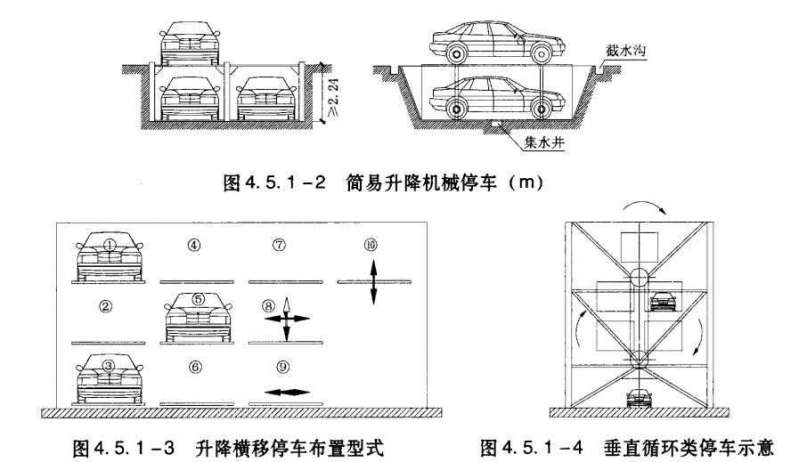 ≥2.24
截水沟
集水井
图4.5.1-2 简易升降机械停车(m)
① ④ ⑦ ⑩
② ⑤ ⑧
③ ⑥ ⑨
图4.5.1-3 升降横移停车布置型式
图4.5.1-4 垂直循环类停车示意